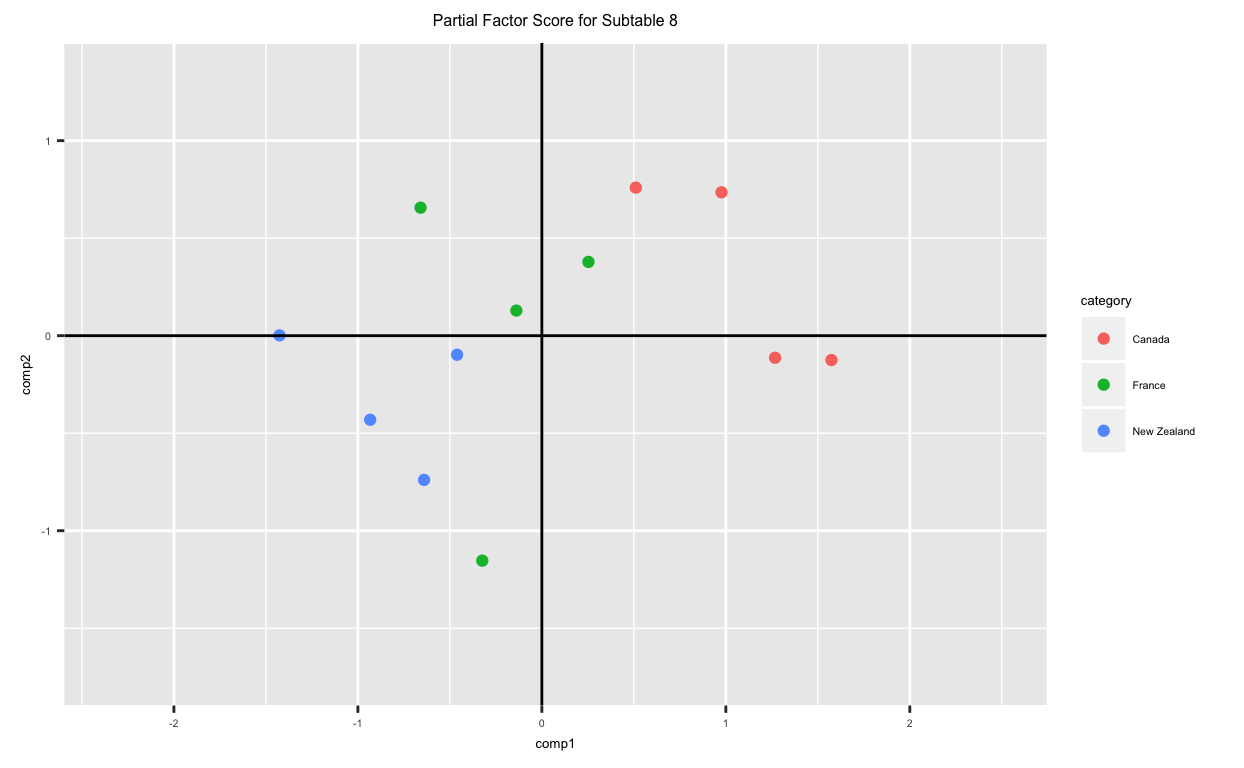 Partial Factor Score for Subtable 8
1
0
-1
comp2
-2
-1
0
1
2
comp1
category
Canada
France
New Zealand